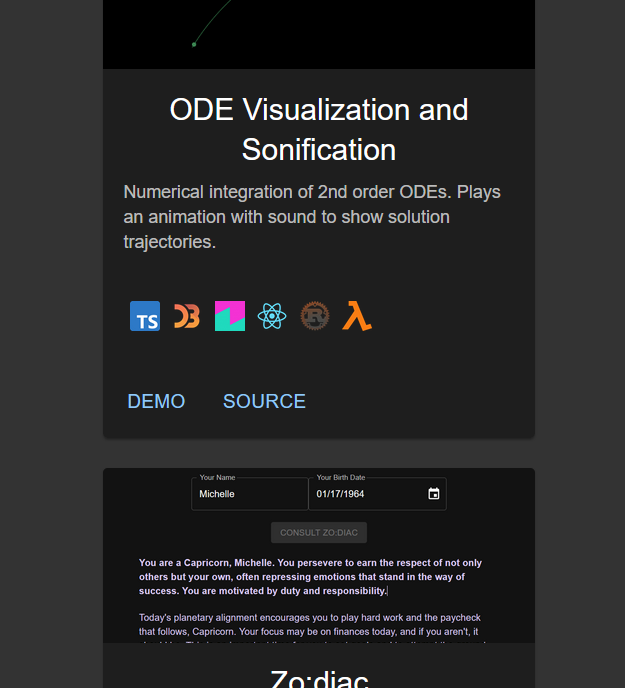 ODE Visualization and
Sonification
Numerical integration of 2nd order ODEs. Plays
an animation with sound to show solution
trajectories.
TS
DEMO SOURCE
Your Name Your Birth Date
Michelle 01/17/1964
CONSULT ZO:DIAC
You are a Capricorn, Michelle. You persevere to earn the respect of not only
others but your own, often repressing emotions that stand in the way of
success. You are motivated by duty and responsibility.
Today's planetary alignment encourages you to play hard work and the paycheck
that follows, Capricorn. Your focus may be on finances today, and if you aren't, it
Zo:diac